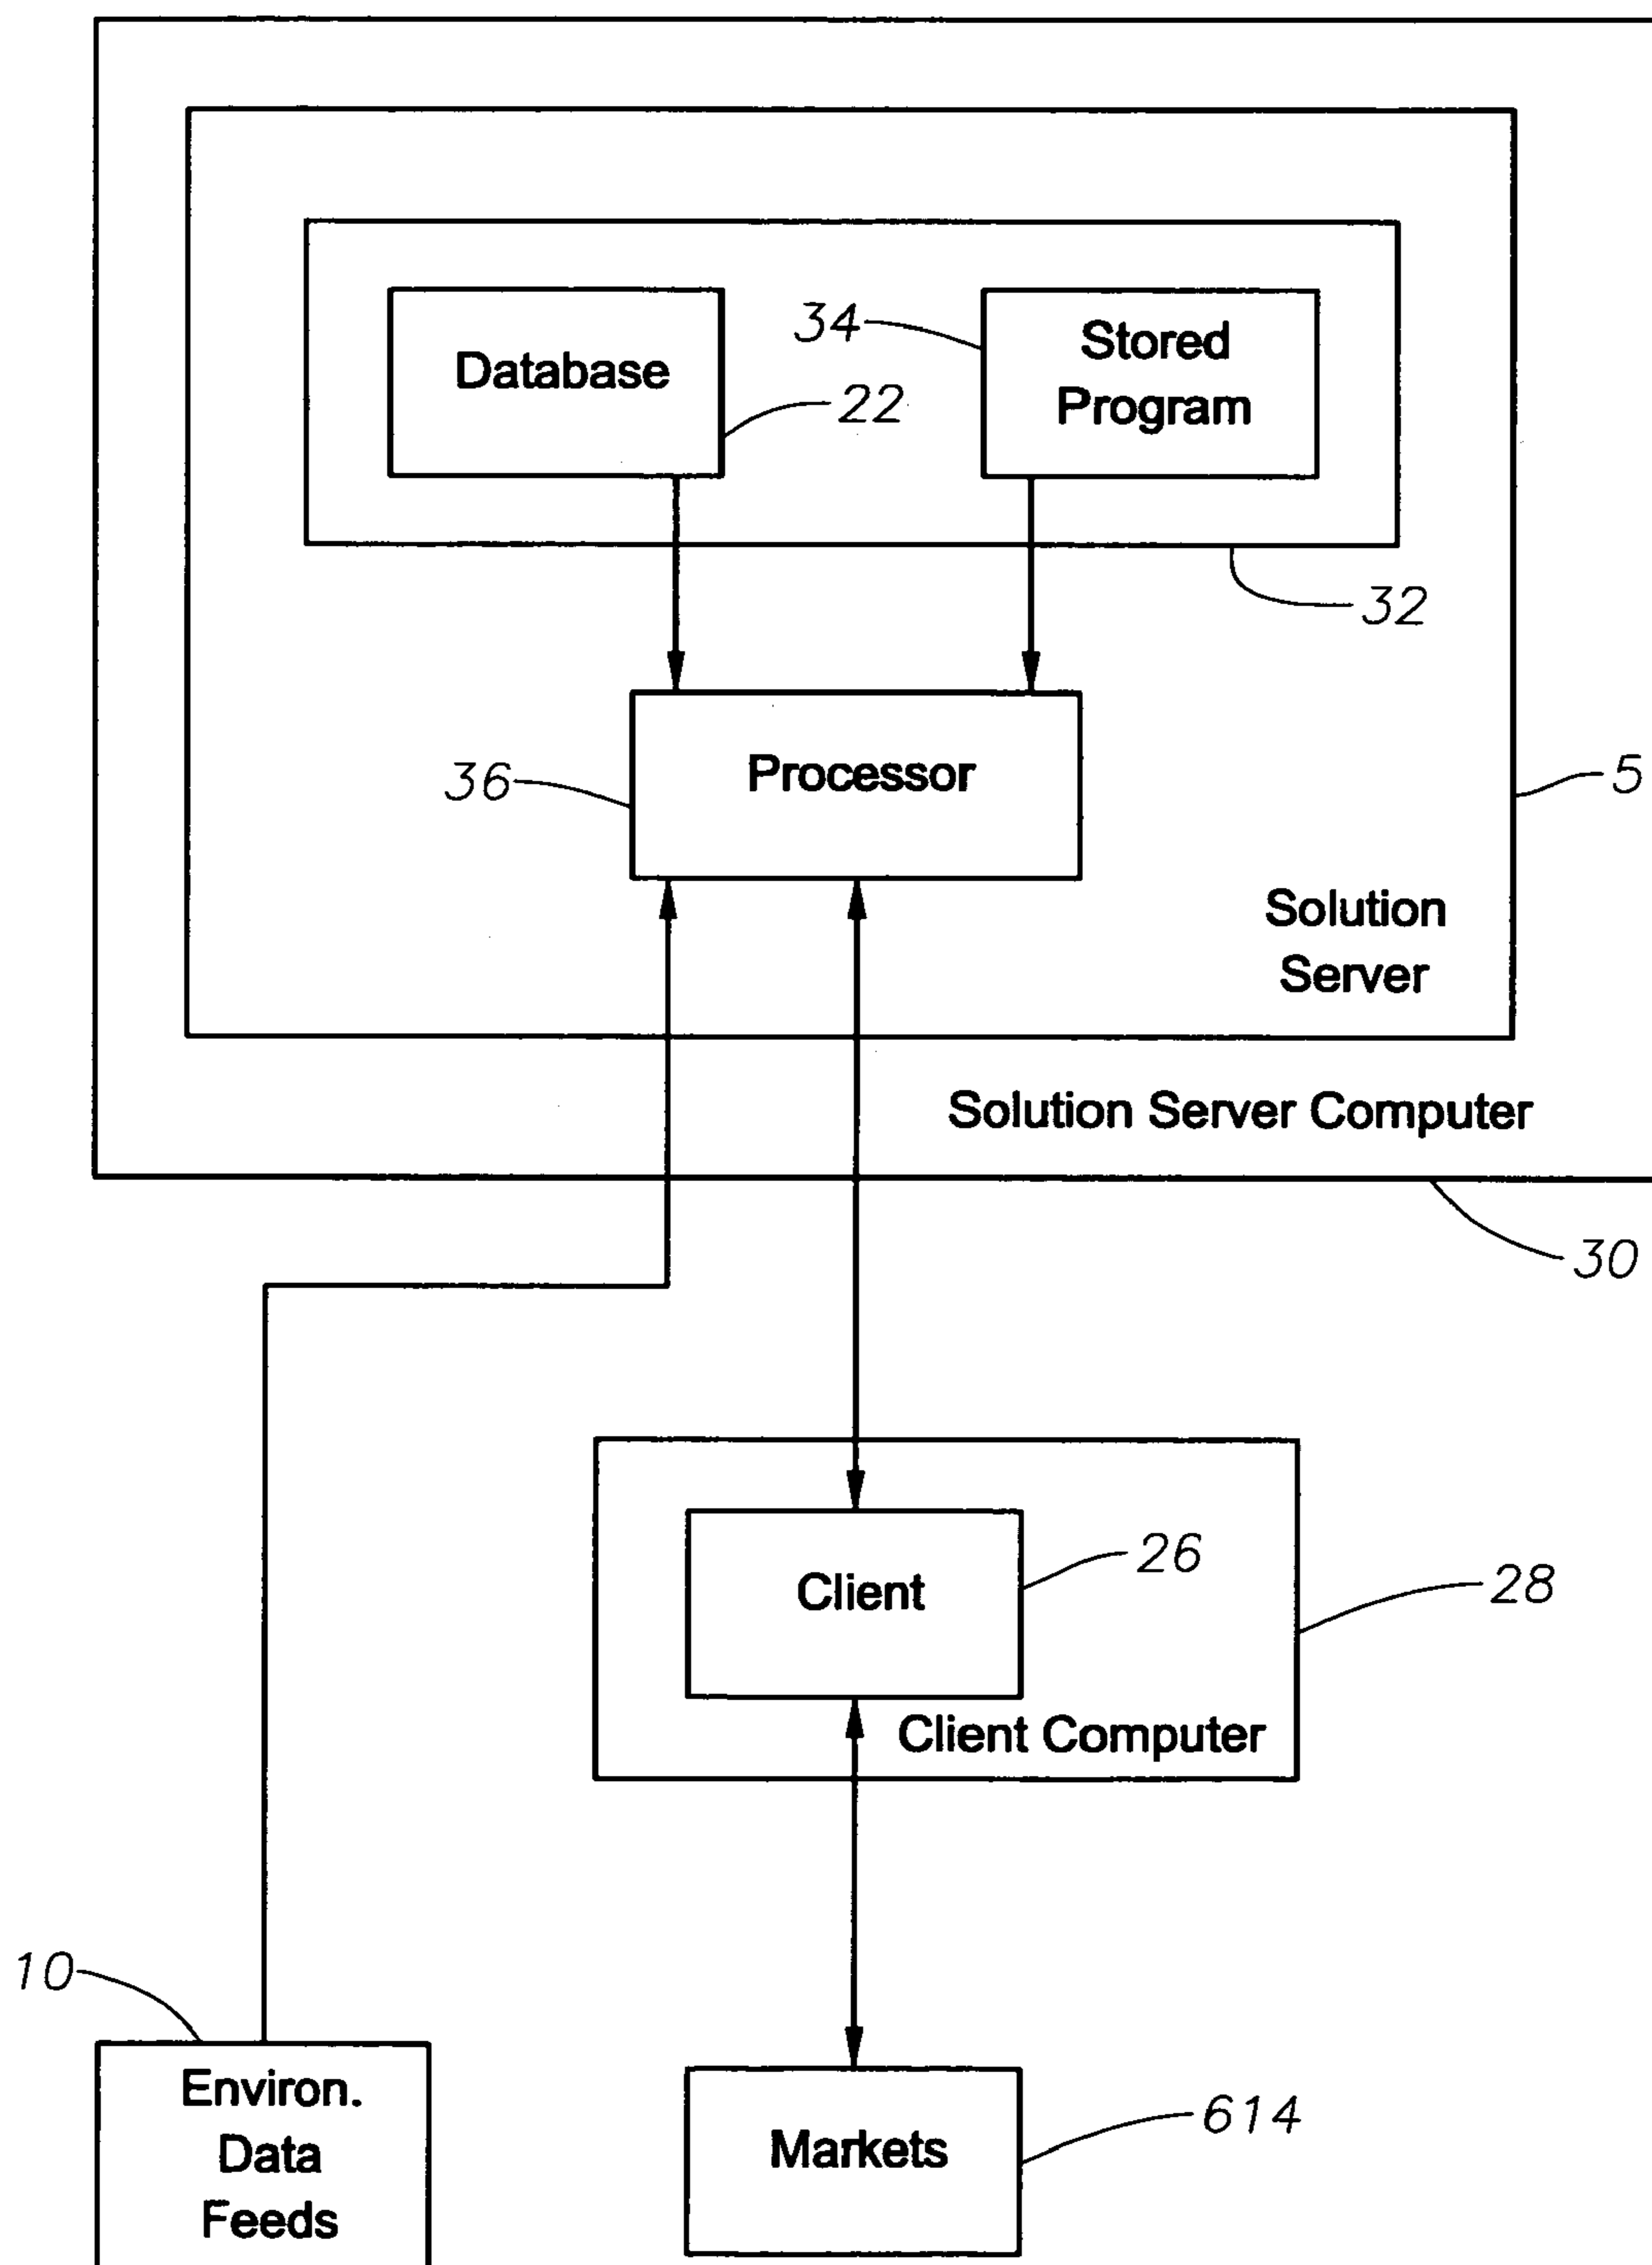 34
Stored
Program
Database
22
32
Processor
36
5
Solution
Server
Solution Server Computer
30
26
Client
28
Client Computer
10
Environ.
Data
Feeds
614
Markets